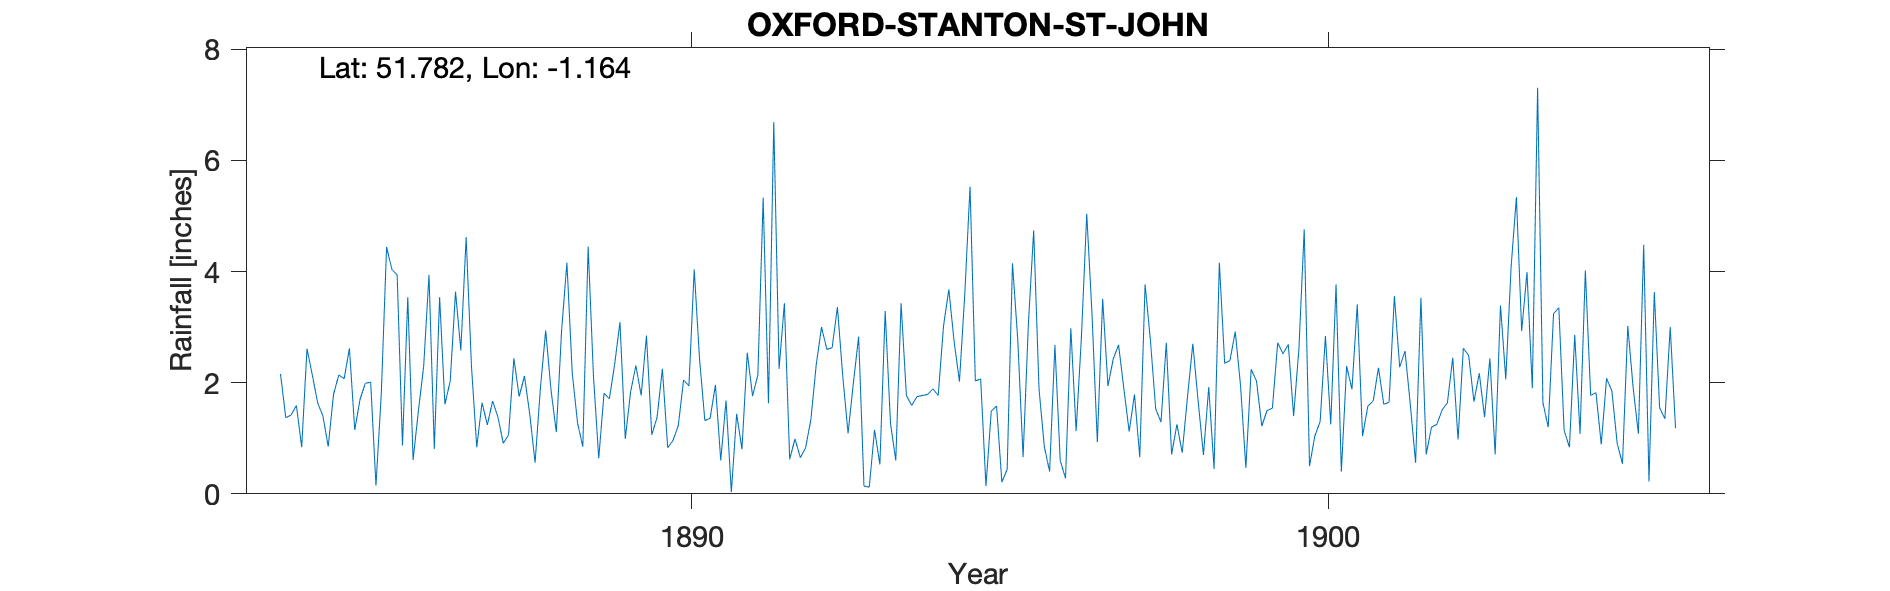 OXFORD-STANTON-ST-JOHN
Lat: 51.782, Lon: -1.164
8
6
4
2
0
Rainfall [inches]
1890 1900
Year